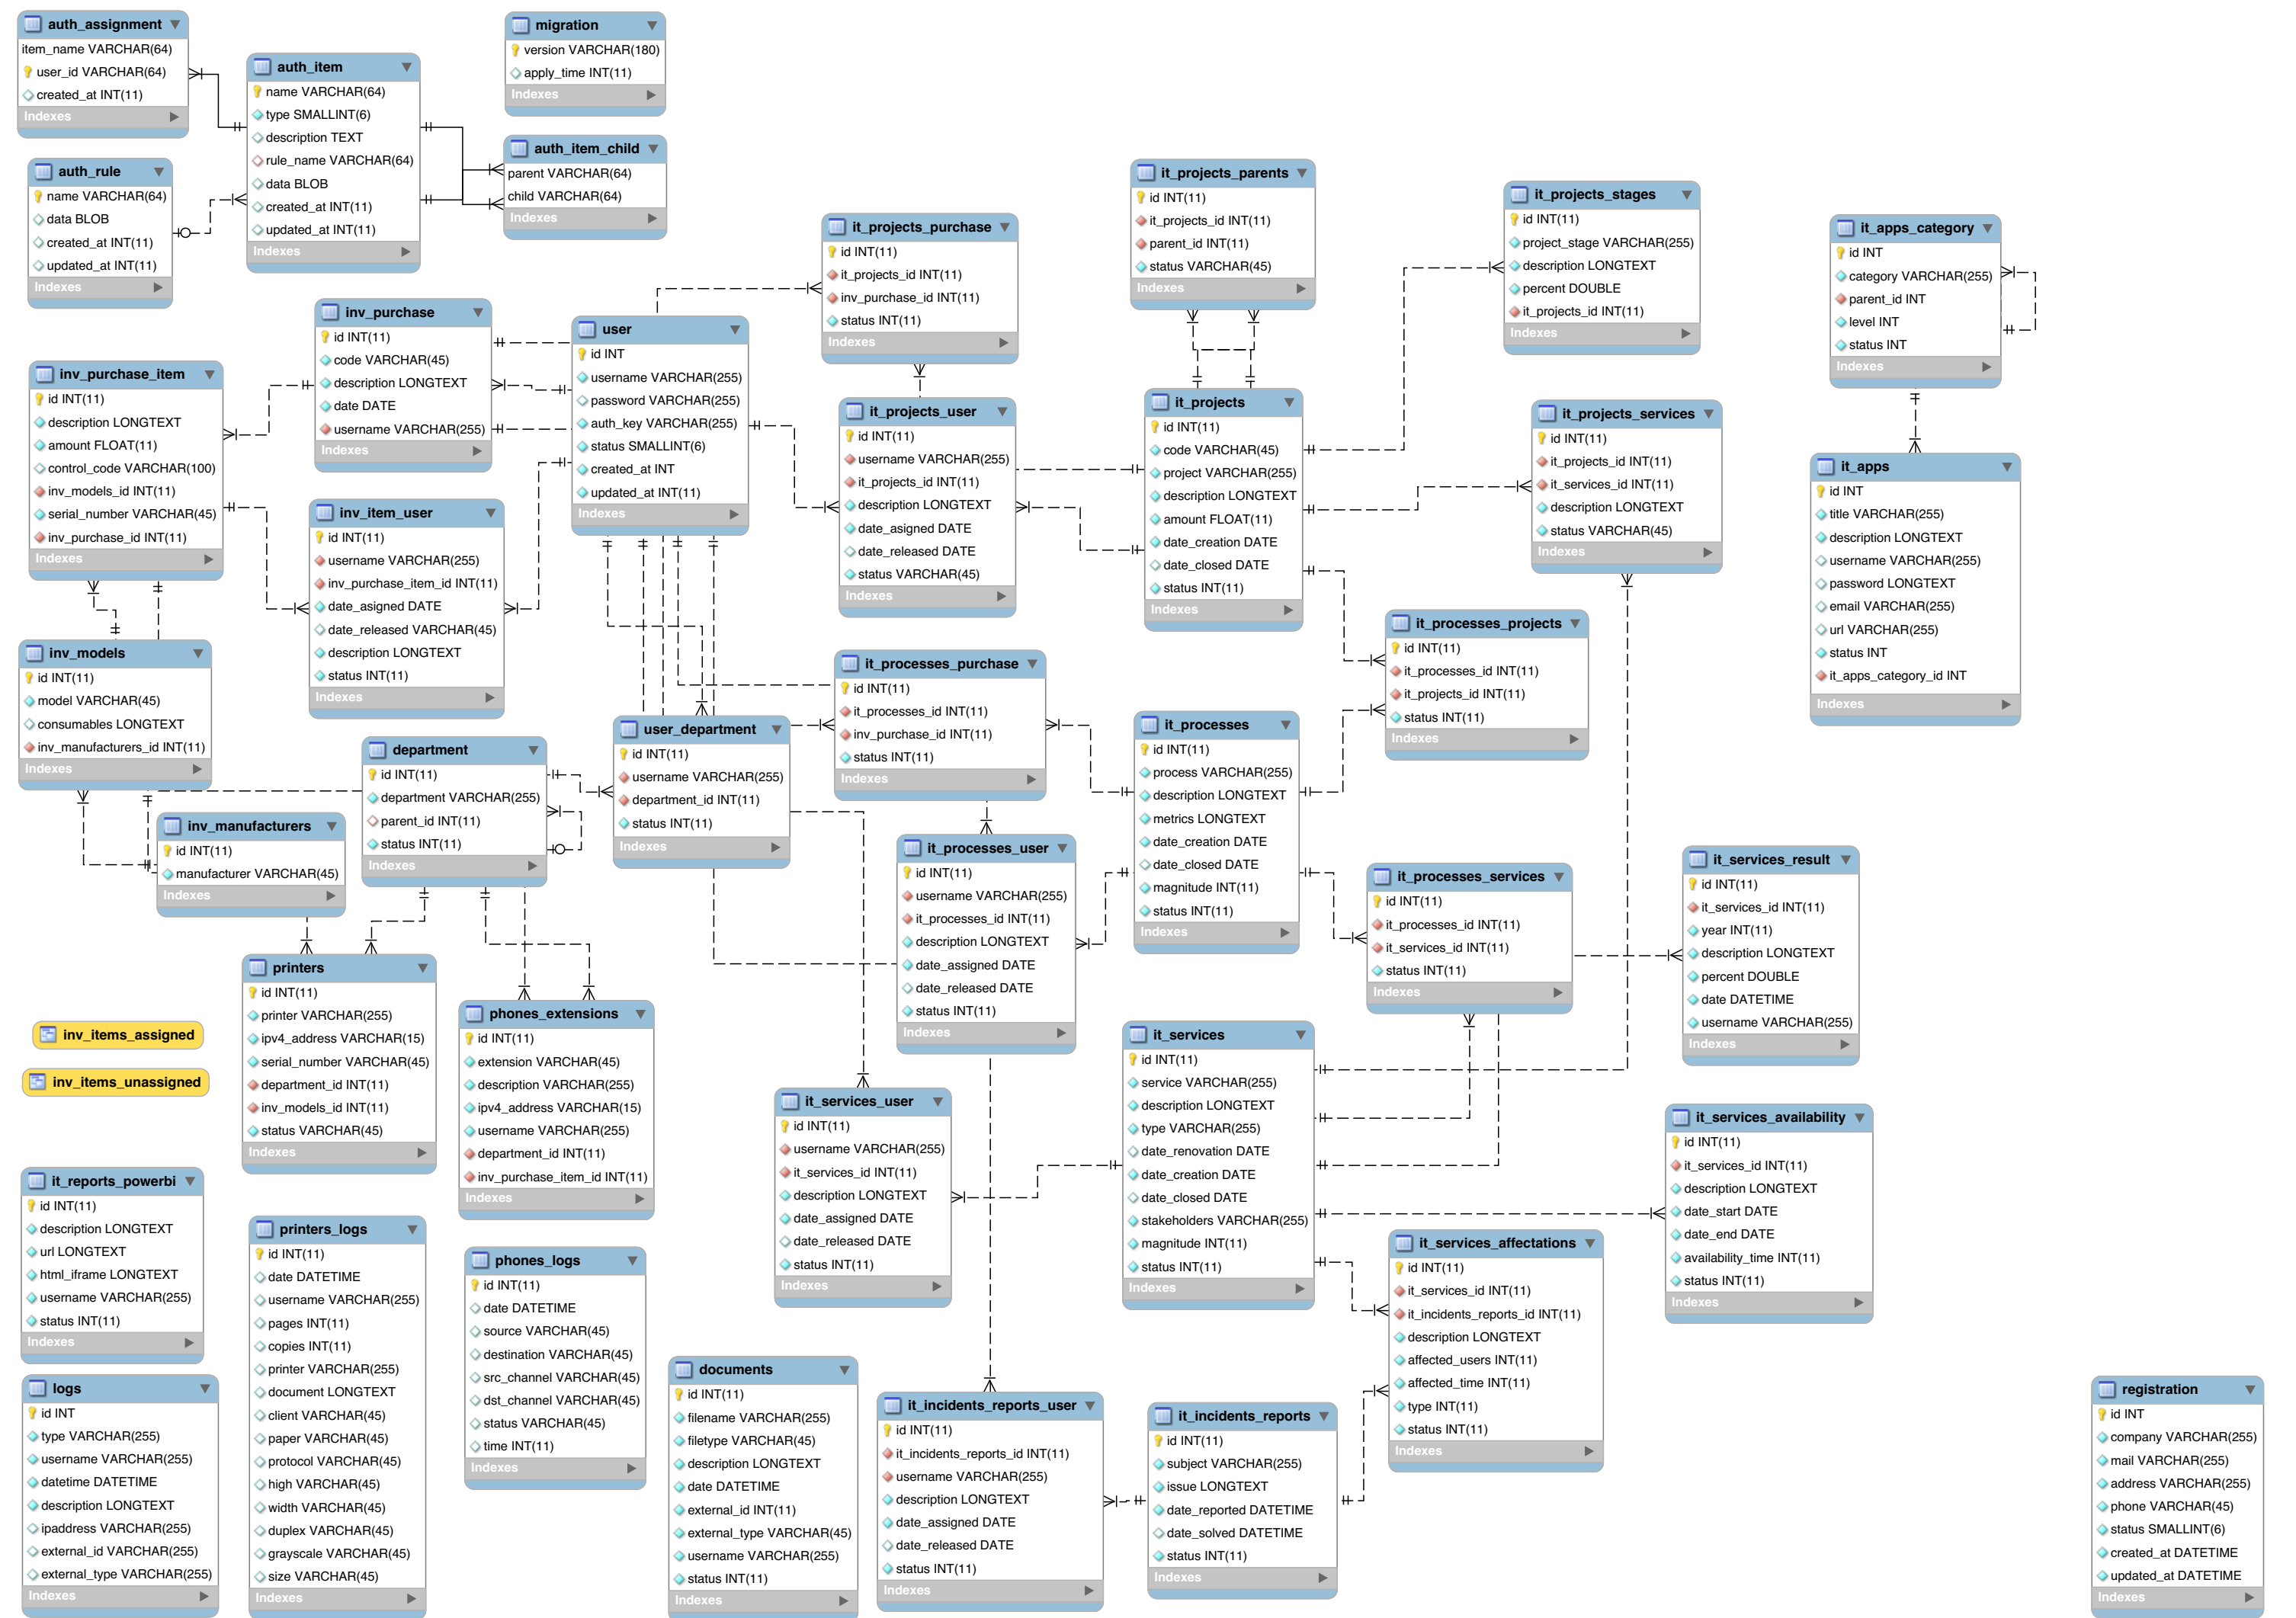 auth_assignment
item_name VARCHAR(64)
user_id VARCHAR(64)
created_at INT(11)
Indexes
auth_item
name VARCHAR(64)
type SMALLINT(6)
description TEXT
rule_name VARCHAR(64)
data BLOB
created_at INT(11)
updated_at INT(11)
Indexes
migration
version VARCHAR(180)
apply_time INT(11)
Indexes
auth_item_child
parent VARCHAR(64)
child VARCHAR(64)
Indexes
auth_rule
name VARCHAR(64)
data BLOB
created_at INT(11)
updated_at INT(11)
Indexes
inv_purchase
id INT(11)
code VARCHAR(45)
description LONGTEXT
date DATE
username VARCHAR(255)
Indexes
user
id INT
username VARCHAR(255)
password VARCHAR(255)
auth_key VARCHAR(255)
status SMALLINT(6)
created_at INT
updated_at INT(11)
Indexes
it_projects_purchase
id INT(11)
it_projects_id INT(11)
inv_purchase_id INT(11)
status INT(11)
Indexes
it_projects_parents
id INT(11)
it_projects_id INT(11)
parent_id INT(11)
status VARCHAR(45)
Indexes
it_projects_stages
id INT(11)
project_stage VARCHAR(255)
description LONGTEXT
percent DOUBLE
it_projects_id INT(11)
Indexes
it_apps_category
id INT
category VARCHAR(255)
parent_id INT
level INT
status INT
Indexes
inv_purchase_item
id INT(11)
description LONGTEXT
amount FLOAT(11)
control_code VARCHAR(100)
inv_models_id INT(11)
serial_number VARCHAR(45)
inv_purchase_id INT(11)
Indexes
inv_item_user
id INT(11)
username VARCHAR(255)
inv_purchase_item_id INT(11)
date_asigned DATE
date_released VARCHAR(45)
description LONGTEXT
status INT(11)
Indexes
it_projects_user
id INT(11)
username VARCHAR(255)
it_projects_id INT(11)
description LONGTEXT
date_asigned DATE
date_released DATE
status VARCHAR(45)
Indexes
it_projects
id INT(11)
code VARCHAR(45)
project VARCHAR(255)
description LONGTEXT
amount FLOAT(11)
date_creation DATE
date_closed DATE
status INT(11)
Indexes
it_projects_services
id INT(11)
it_projects_id INT(11)
it_services_id INT(11)
description LONGTEXT
status VARCHAR(45)
Indexes
it_apps
id INT
title VARCHAR(255)
description LONGTEXT
username VARCHAR(255)
password LONGTEXT
email VARCHAR(255)
url VARCHAR(255)
status INT
it_apps_category_id INT
Indexes
inv_models
id INT(11)
model VARCHAR(45)
consumables LONGTEXT
inv_manufacturers_id INT(11)
Indexes
it_processes_projects
id INT(11)
it_processes_id INT(11)
it_projects_id INT(11)
status INT(11)
Indexes
it_processes_purchase
id INT(11)
it_processes_id INT(11)
inv_purchase_id INT(11)
status INT(11)
Indexes
user_department
id INT(11)
username VARCHAR(255)
department_id INT(11)
status INT(11)
Indexes
department
id INT(11)
department VARCHAR(255)
parent_id INT(11)
status INT(11)
Indexes
it_processes
id INT(11)
process VARCHAR(255)
description LONGTEXT
metrics LONGTEXT
date_creation DATE
date_closed DATE
magnitude INT(11)
status INT(11)
Indexes
inv_manufacturers
id INT(11)
manufacturer VARCHAR(45)
Indexes
it_processes_user
id INT(11)
username VARCHAR(255)
it_processes_id INT(11)
description LONGTEXT
date_assigned DATE
date_released DATE
status INT(11)
Indexes
it_processes_services
id INT(11)
it_processes_id INT(11)
it_services_id INT(11)
status INT(11)
Indexes
it_services_result
id INT(11)
it_services_id INT(11)
year INT(11)
description LONGTEXT
percent DOUBLE
date DATETIME
username VARCHAR(255)
Indexes
printers
id INT(11)
printer VARCHAR(255)
ipv4_address VARCHAR(15)
serial_number VARCHAR(45)
department_id INT(11)
inv_models_id INT(11)
status VARCHAR(45)
Indexes
phones_extensions
id INT(11)
extension VARCHAR(45)
description VARCHAR(255)
ipv4_address VARCHAR(15)
username VARCHAR(255)
department_id INT(11)
inv_purchase_item_id INT(11)
Indexes
inv_items_assigned
inv_items_unassigned
it_services
id INT(11)
service VARCHAR(255)
description LONGTEXT
type VARCHAR(255)
date_renovation DATE
date_creation DATE
date_closed DATE
stakeholders VARCHAR(255)
magnitude INT(11)
status INT(11)
Indexes
it_services_user
id INT(11)
username VARCHAR(255)
it_services_id INT(11)
description LONGTEXT
date_assigned DATE
date_released DATE
status INT(11)
Indexes
it_services_availability
id INT(11)
it_services_id INT(11)
description LONGTEXT
date_start DATE
date_end DATE
availability_time INT(11)
status INT(11)
Indexes
it_reports_powerbi
id INT(11)
description LONGTEXT
url LONGTEXT
html_iframe LONGTEXT
username VARCHAR(255)
status INT(11)
Indexes
printers_logs
id INT(11)
date DATETIME
username VARCHAR(255)
pages INT(11)
copies INT(11)
printer VARCHAR(255)
document LONGTEXT
client VARCHAR(45)
paper VARCHAR(45)
protocol VARCHAR(45)
high VARCHAR(45)
width VARCHAR(45)
duplex VARCHAR(45)
grayscale VARCHAR(45)
size VARCHAR(45)
Indexes
phones_logs
id INT(11)
date DATETIME
source VARCHAR(45)
destination VARCHAR(45)
src_channel VARCHAR(45)
dst_channel VARCHAR(45)
status VARCHAR(45)
time INT(11)
Indexes
it_services_affectations
id INT(11)
it_services_id INT(11)
it_incidents_reports_id INT(11)
description LONGTEXT
affected_users INT(11)
affected_time INT(11)
type INT(11)
status INT(11)
Indexes
logs
id INT
type VARCHAR(255)
username VARCHAR(255)
datetime DATETIME
description LONGTEXT
ipaddress VARCHAR(255)
external_id VARCHAR(255)
external_type VARCHAR(255)
Indexes
documents
id INT(11)
filename VARCHAR(255)
filetype VARCHAR(45)
description LONGTEXT
date DATETIME
external_id INT(11)
external_type VARCHAR(45)
username VARCHAR(255)
status INT(11)
Indexes
it_incidents_reports_user
id INT(11)
it_incidents_reports_id INT(11)
username VARCHAR(255)
description LONGTEXT
date_assigned DATE
date_released DATE
status INT(11)
Indexes
it_incidents_reports
id INT(11)
subject VARCHAR(255)
issue LONGTEXT
date_reported DATETIME
date_solved DATETIME
status INT(11)
Indexes
registration
id INT
company VARCHAR(255)
mail VARCHAR(255)
address VARCHAR(255)
phone VARCHAR(45)
status SMALLINT(6)
created_at DATETIME
updated_at DATETIME
Indexes